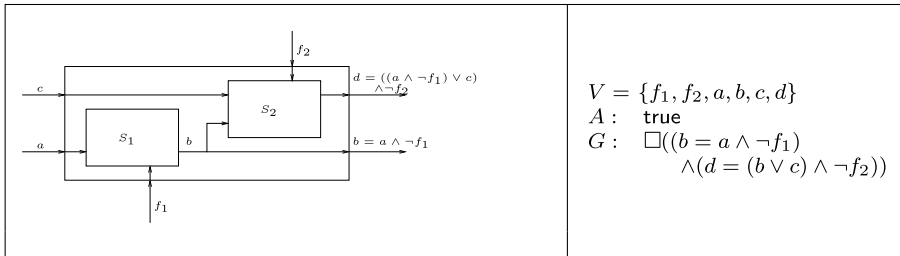 f₂
d = ((a ∧ ¬f₁) ∨ c)
∧¬f₂
c
S₂
S₁
a
b
b = a ∧ ¬f₁
f₁
V = {f₁, f₂, a, b, c, d}
A : true
G : □((b = a ∧ ¬f₁)
∧(d = (b ∨ c) ∧ ¬f₂))